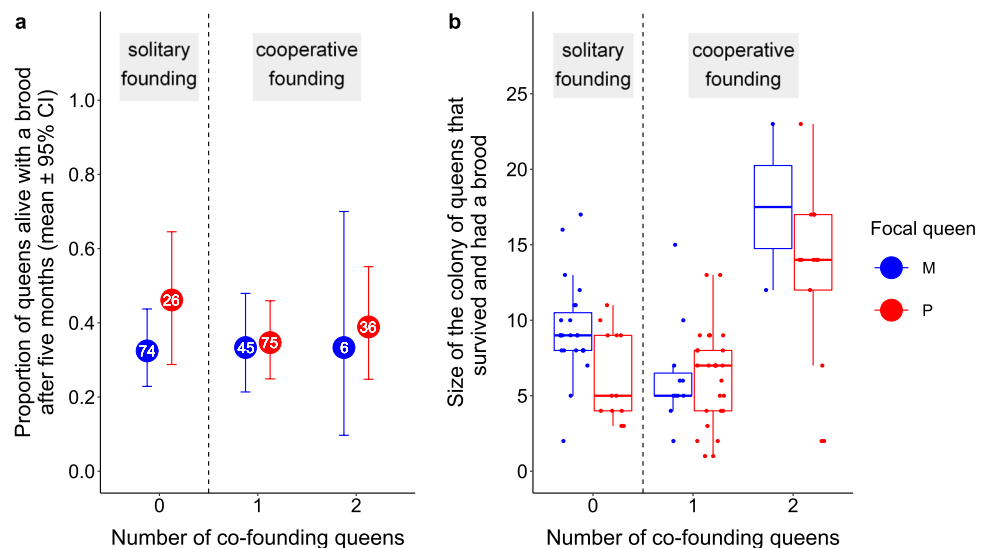 a
Proportion of queens alive with a brood
after five months (mean ± 95% CI)
solitary
founding
cooperative
founding
1.0
0.8
0.6
0.4
0.2
0.0
74
26
45
75
6
36
0
1
2
Number of co-founding queens
b
Size of the colony of queens that
survived and had a brood
solitary
founding
cooperative
founding
25
20
15
10
5
0
0
1
2
Number of co-founding queens
Focal queen
M
P